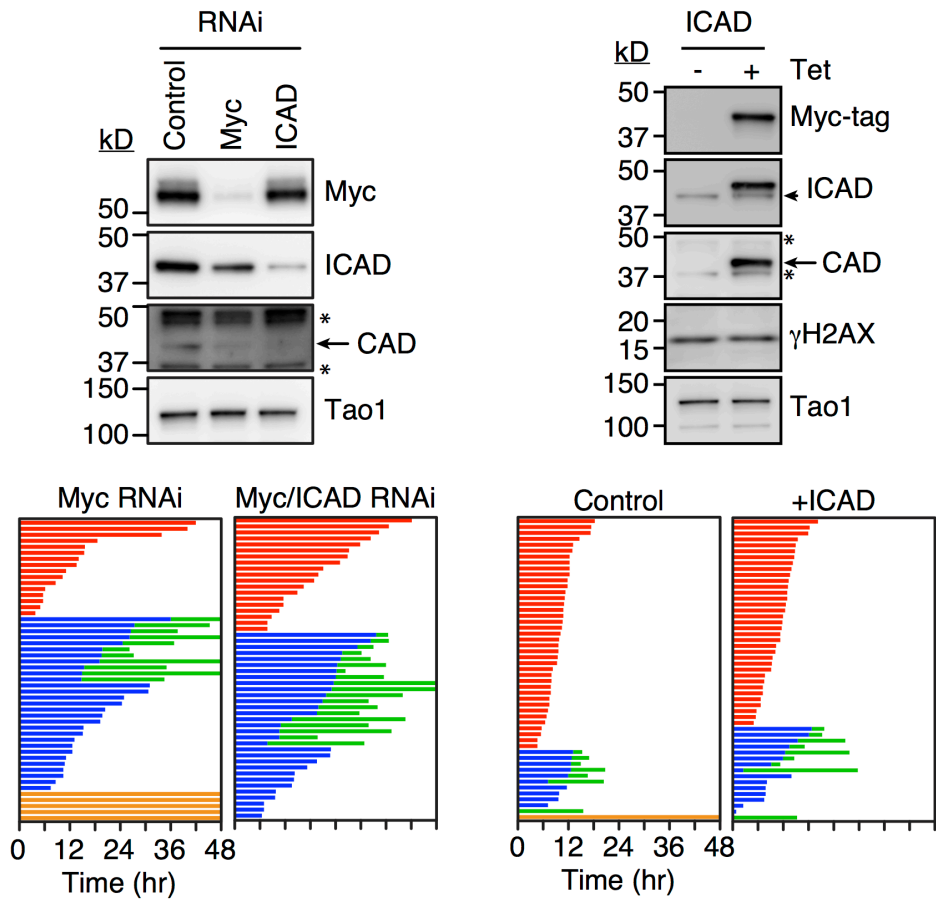 RNAi
Control
Myc
ICAD
kD
Myc
50
50
ICAD
37
50
*
CAD
37
*
150
Tao1
100
ICAD
kD
- + Tet
50
Myc-tag
37
50
ICAD
37
50
*
CAD
37
*
20
γH2AX
15
150
Tao1
100
Myc RNAi
Myc/ICAD RNAi
0 12 24 36 48
Time (hr)
Control
+ICAD
0 12 24 36 48
Time (hr)